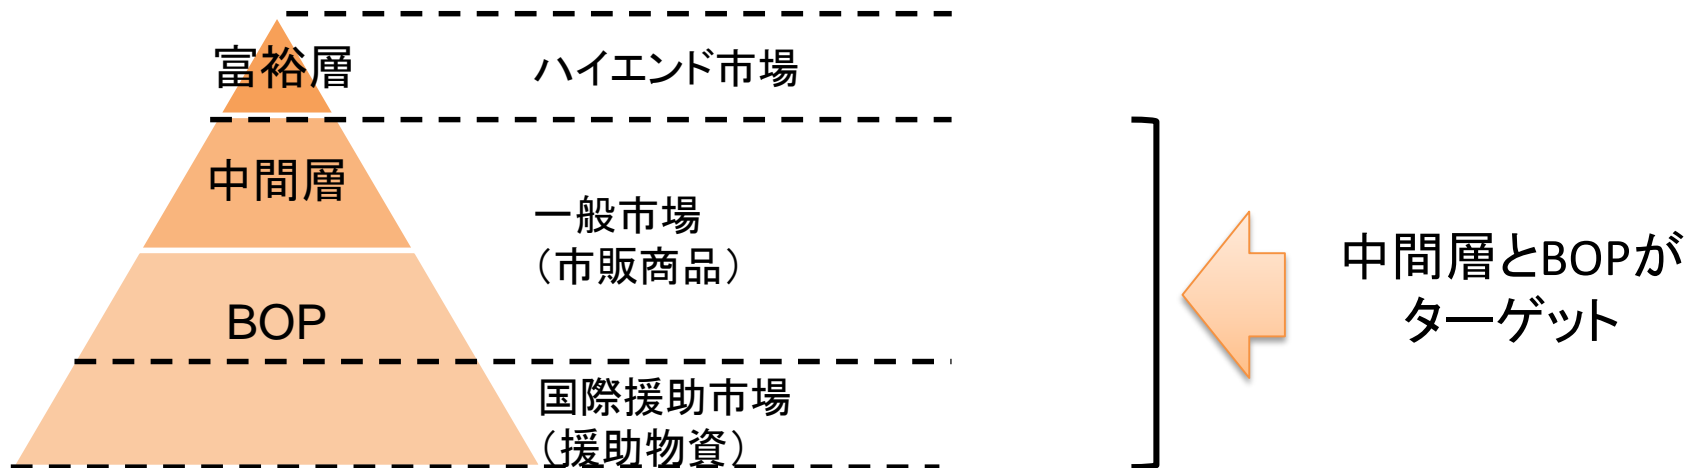 富裕層
ハイエンド市場
中間層
一般市場
（市販商品）
BOP
国際援助市場
（援助物資）
中間層とBOPが
ターゲット